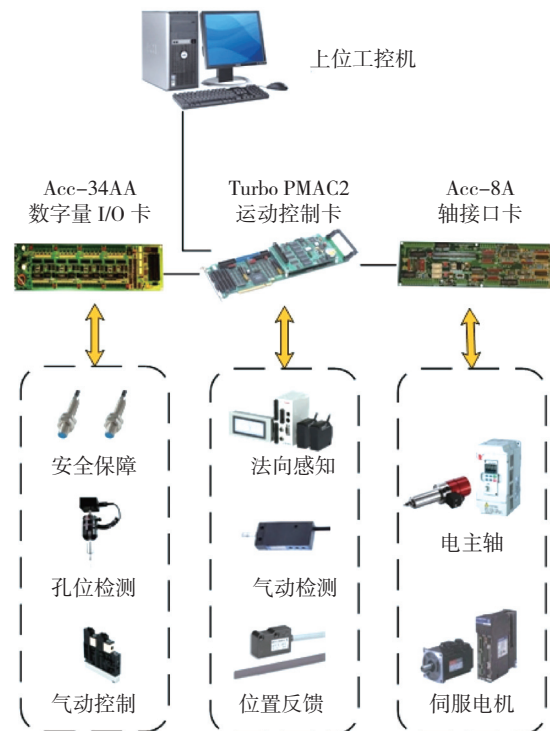 上位工控机
Acc-34AA
数字量 I/O 卡
Turbo PMAC2
运动控制卡
Acc-8A
轴接口卡
安全保障
孔位检测
气动控制
法向感知
气动检测
位置反馈
电主轴
伺服电机